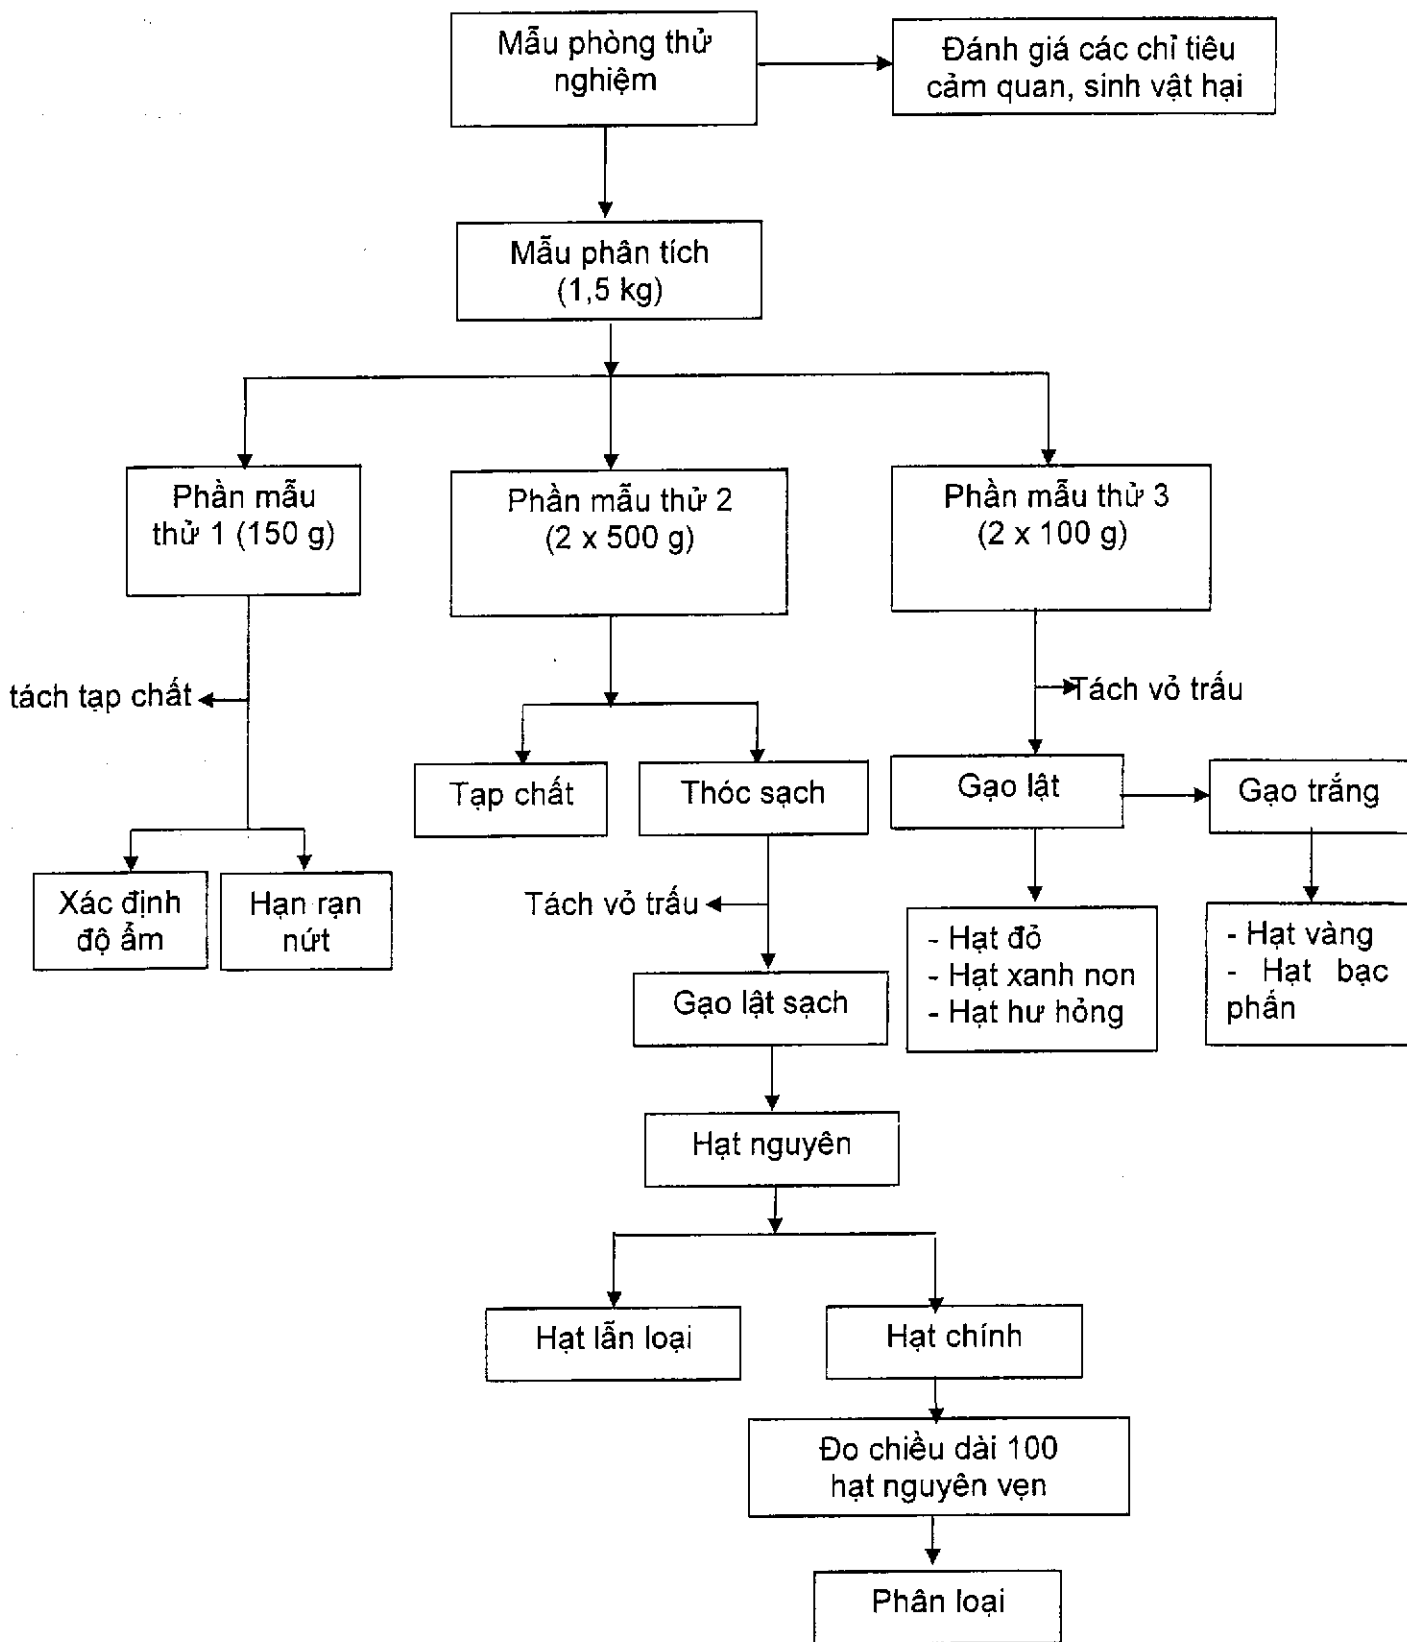 Mẫu phòng thử
nghiệm
Đánh giá các chỉ tiêu
cảm quan, sinh vật hại
Mẫu phân tích
(1,5 kg)
Phần mẫu
thử 1 (150 g)
Phần mẫu thử 2
(2 x 500 g)
Phần mẫu thử 3
(2 x 100 g)
tách tạp chất
Tách vỏ trấu
Tạp chất
Thóc sạch
Gạo lật
Gạo trắng
Xác định
độ ẩm
Hạn rạn
nứt
Tách vỏ trấu
- Hạt đỏ
- Hạt xanh non
- Hạt hư hỏng
- Hạt vàng
- Hạt bạc
phấn
Gạo lật sạch
Hạt nguyên
Hạt lẫn loại
Hạt chính
Đo chiều dài 100
hạt nguyên vẹn
Phân loại